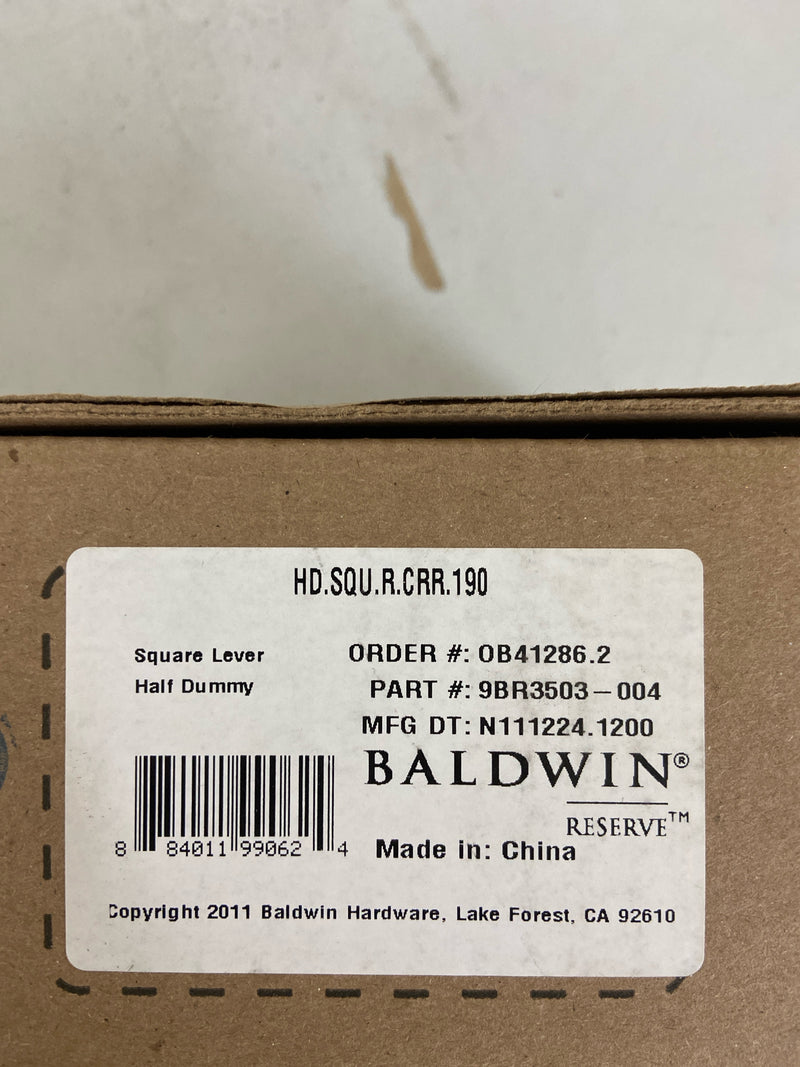 HD.SQU.R.CRR.190
Square Lever
Half Dummy
ORDER #: OB41286.2
PART #: 9BR3503-004
MFG DT: N111224.1200
BALDWIN®
RESERVE™
8 84011 99062 4
Made in: China
Copyright 2011 Baldwin Hardware, Lake Forest, CA 92610